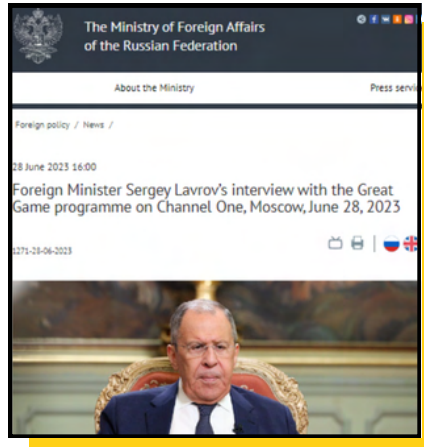 The Ministry of Foreign Affairs
of the Russian Federation
About the Ministry
Press
Foreign policy / News /
28 June 2023 16:00
Foreign Minister Sergey Lavrov's interview with the Great
Game programme on Channel One, Moscow, June 28, 2023
1271-28-06-2023